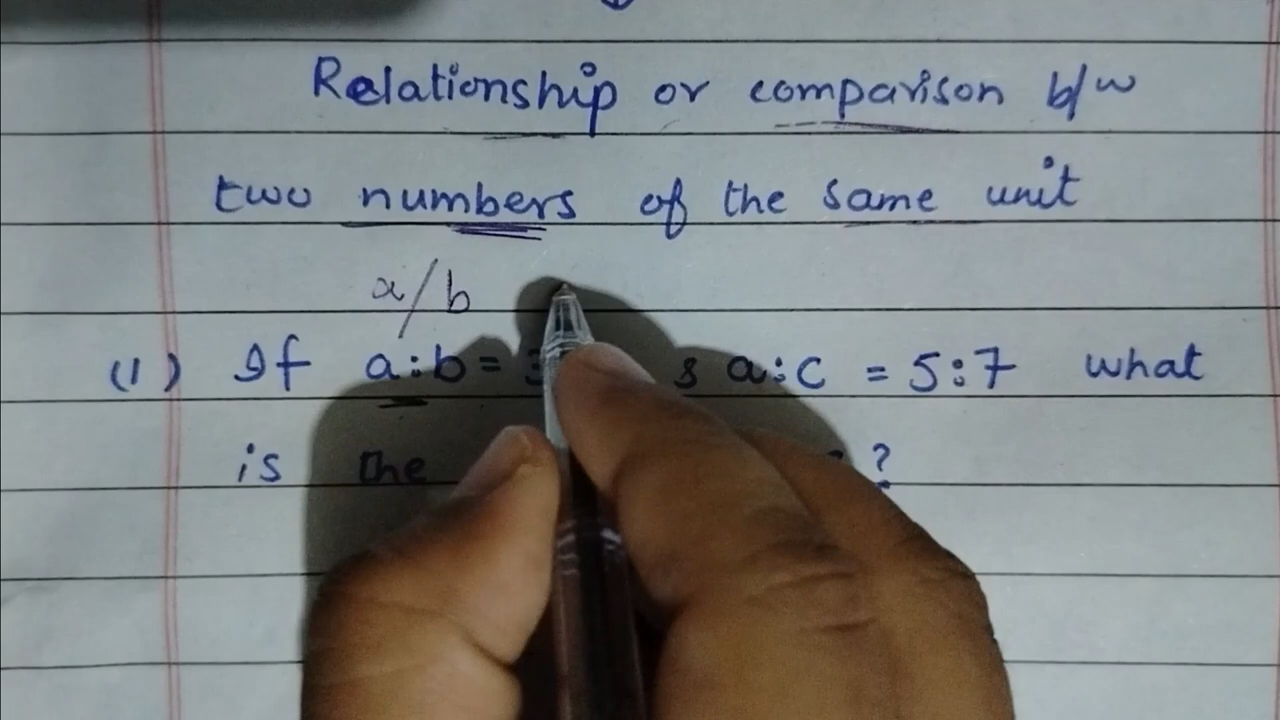 Relationship or comparison b/w
two numbers of the same unit
a/b
(1) If a:b = 3 & a:c = 5:7 what
is the ?